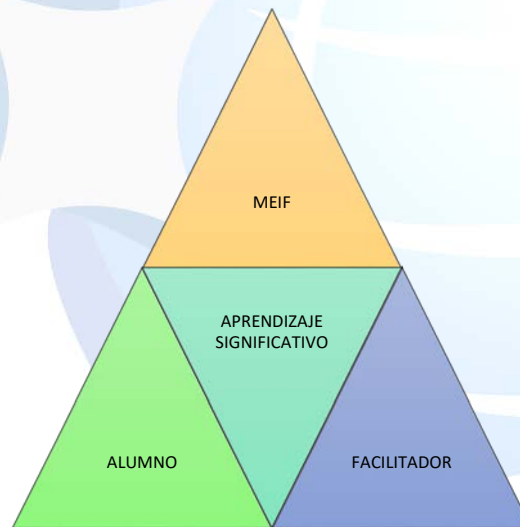 MEIF
APRENDIZAJE
SIGNIFICATIVO
ALUMNO
FACILITADOR